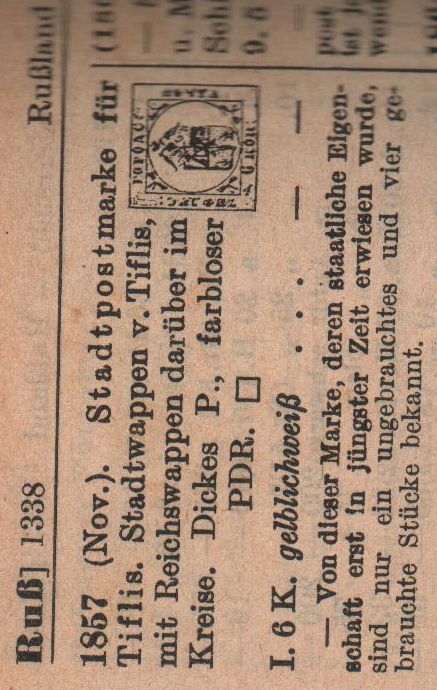 Ruß] 1338
Rußland
1857 (Nov.). Stadtpostmarke für
Tiflis. Stadtwappen v. Tiflis,
mit Reichswappen darüber im
Kreise. Dickes P., farbloser
PDR. □
I. 6 K. gelblichweiß . . . — —
— Von dieser Marke, deren staatliche Eigen-
schaft erst in jüngster Zeit erwiesen wurde,
sind nur ein ungebrauchtes und vier ge-
brauchte Stücke bekannt.